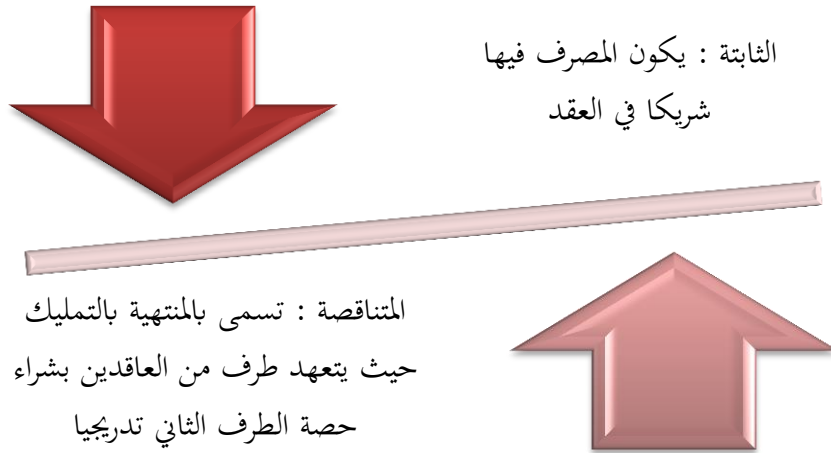 الثابتة : يكون المصرف فيها
شريكا في العقد
المتناقصة : تسمى بالمنتهية بالتمليك
حيث يتعهد طرف من العاقدين بشراء
حصة الطرف الثاني تدريجيا